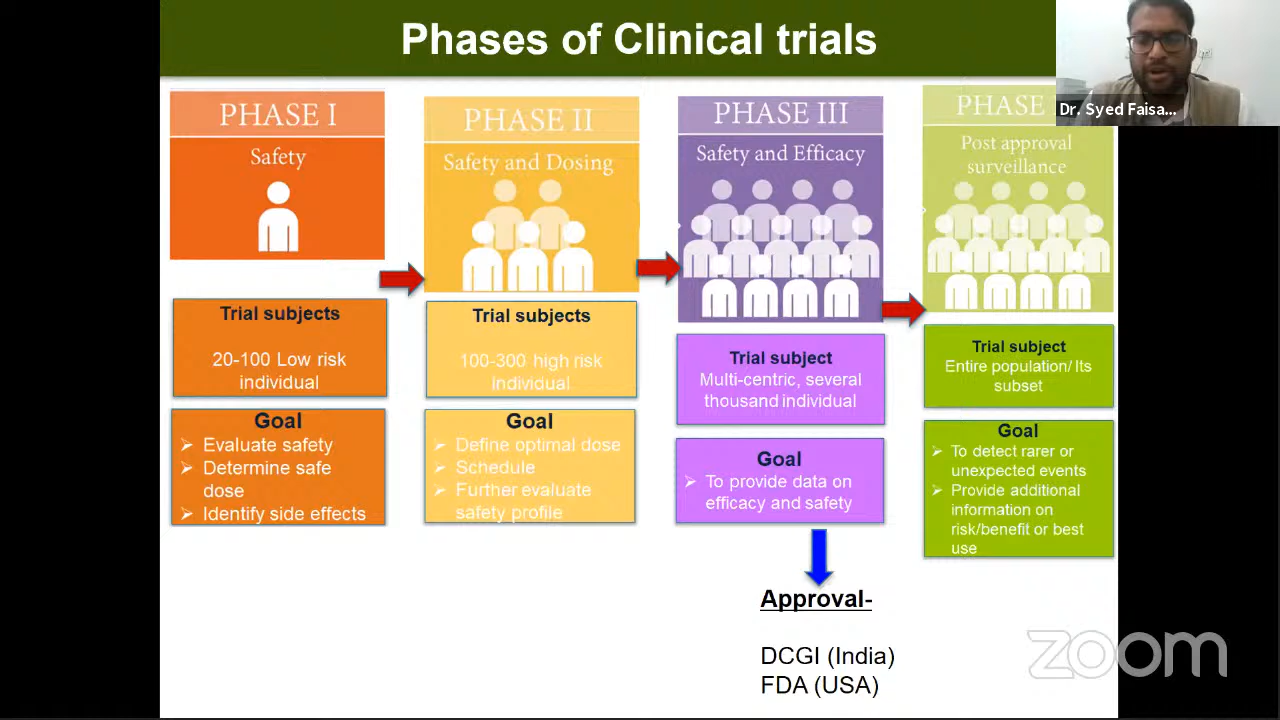 Phases of Clinical trials
Dr. Syed Faisa...
PHASE I
Safety
Trial subjects
20-100 Low risk
individual
Goal
➢ Evaluate safety
➢ Determine safe
dose
➢ Identify side effects
PHASE II
Safety and Dosing
Trial subjects
100-300 high risk
individual
Goal
➢ Define optimal dose
➢ Schedule
➢ Further evaluate
safety profile
PHASE III
Safety and Efficacy
Trial subject
Multi-centric, several
thousand individual
Goal
➢ To provide data on
efficacy and safety
Approval-
DCGI (India)
FDA (USA)
PHASE
Post approval
surveillance
Trial subject
Entire population/ Its
subset
Goal
➢ To detect rarer or
unexpected events
➢ Provide additional
information on
risk/benefit or best
use
zoom